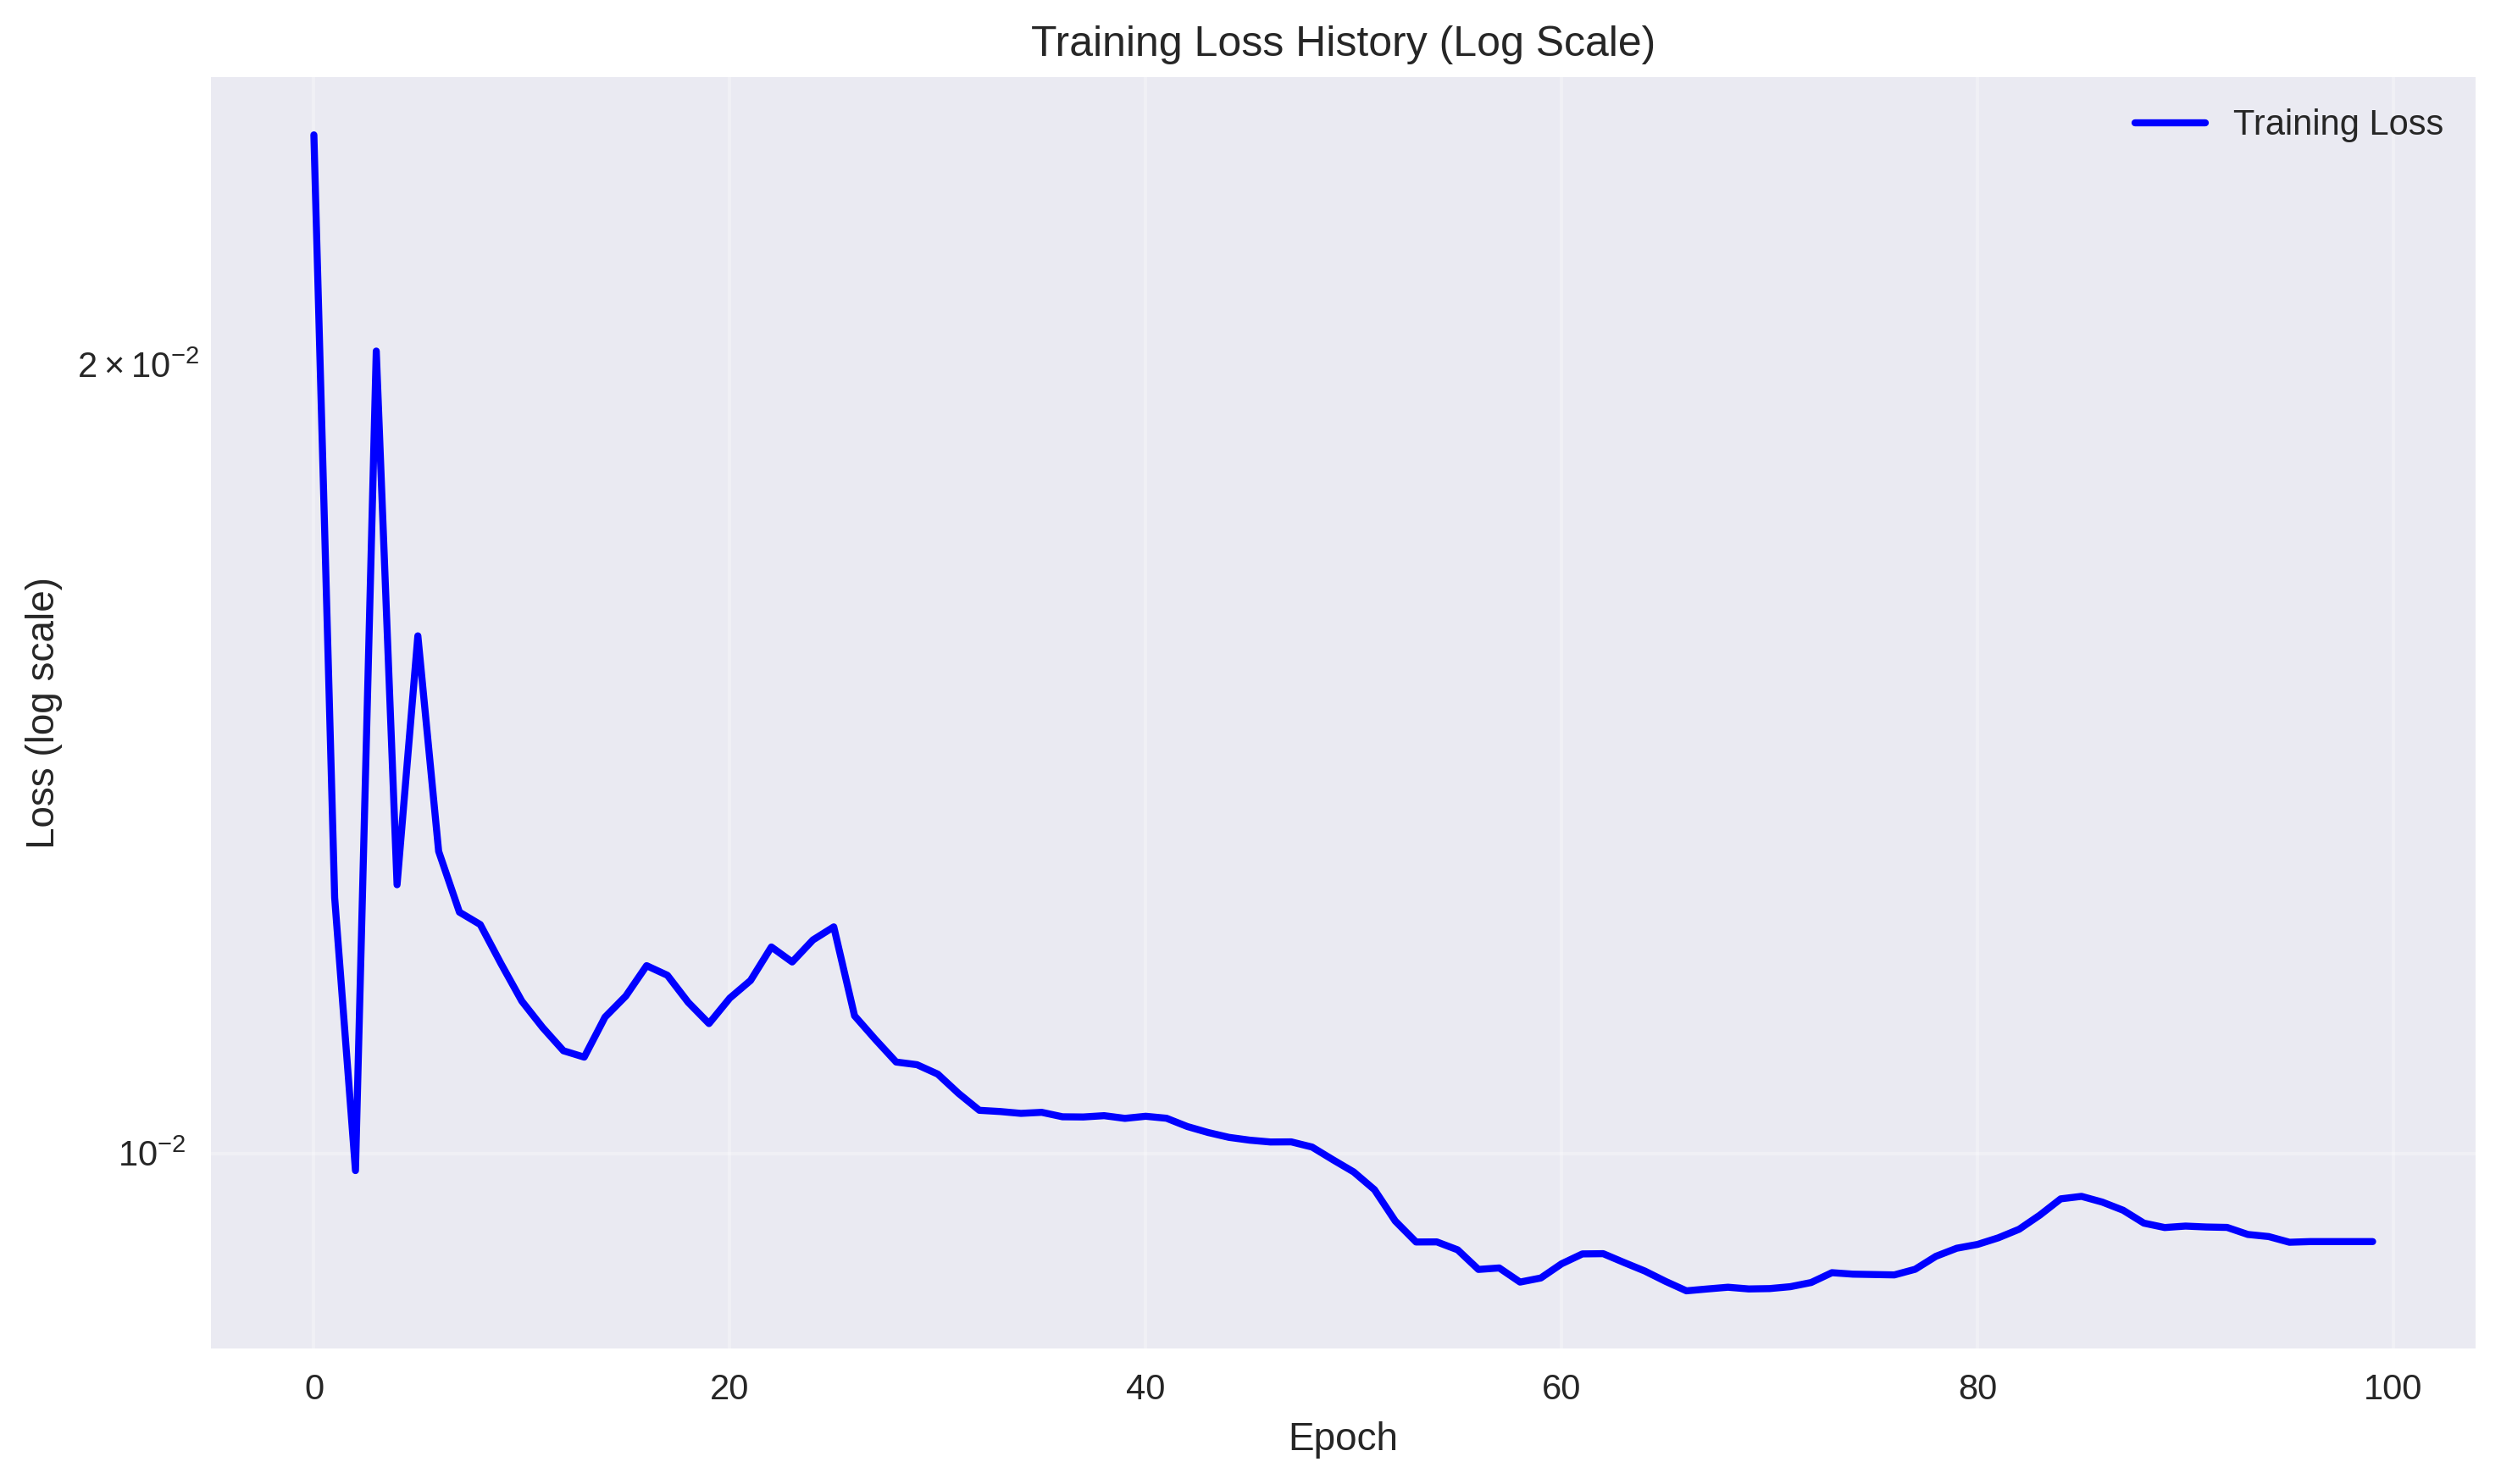 Training Loss History (Log Scale)
Training Loss
2 × 10⁻²
10⁻²
Loss (log scale)
0 20 40 60 80 100
Epoch